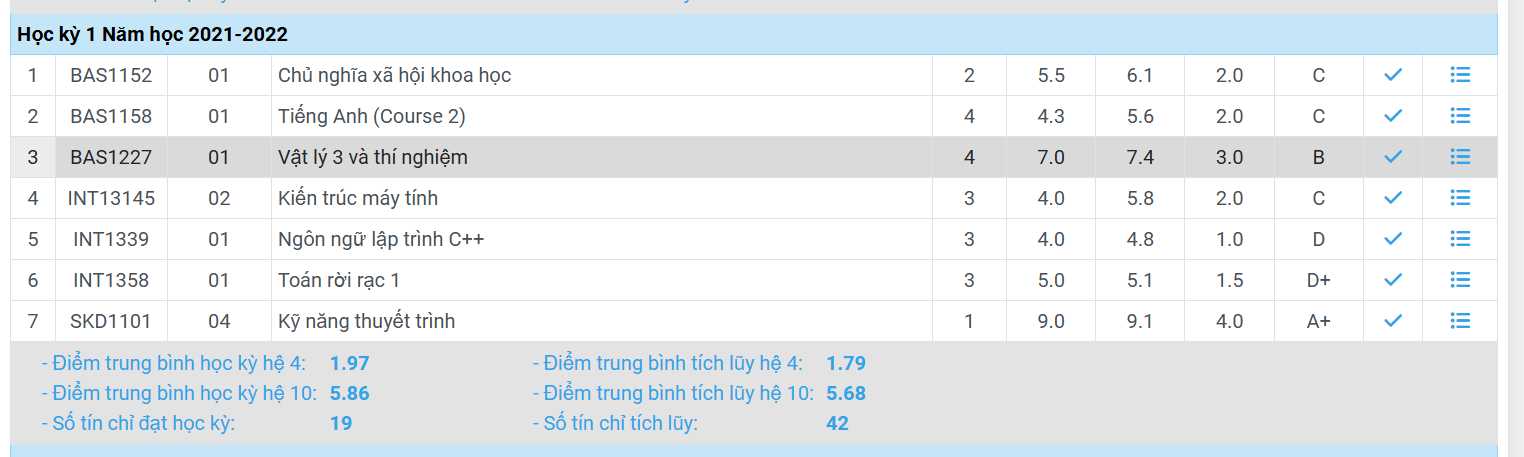 Học kỳ 1 Năm học 2021-2022
1 BAS1152 01 Chủ nghĩa xã hội khoa học 2 5.5 6.1 2.0 C
2 BAS1158 01 Tiếng Anh (Course 2) 4 4.3 5.6 2.0 C
3 BAS1227 01 Vật lý 3 và thí nghiệm 4 7.0 7.4 3.0 B
4 INT13145 02 Kiến trúc máy tính 3 4.0 5.8 2.0 C
5 INT1339 01 Ngôn ngữ lập trình C++ 3 4.0 4.8 1.0 D
6 INT1358 01 Toán rời rạc 1 3 5.0 5.1 1.5 D+
7 SKD1101 04 Kỹ năng thuyết trình 1 9.0 9.1 4.0 A+
- Điểm trung bình học kỳ hệ 4: 1.97 - Điểm trung bình tích lũy hệ 4: 1.79
- Điểm trung bình học kỳ hệ 10: 5.86 - Điểm trung bình tích lũy hệ 10: 5.68
- Số tín chỉ đạt học kỳ: 19 - Số tín chỉ tích lũy: 42